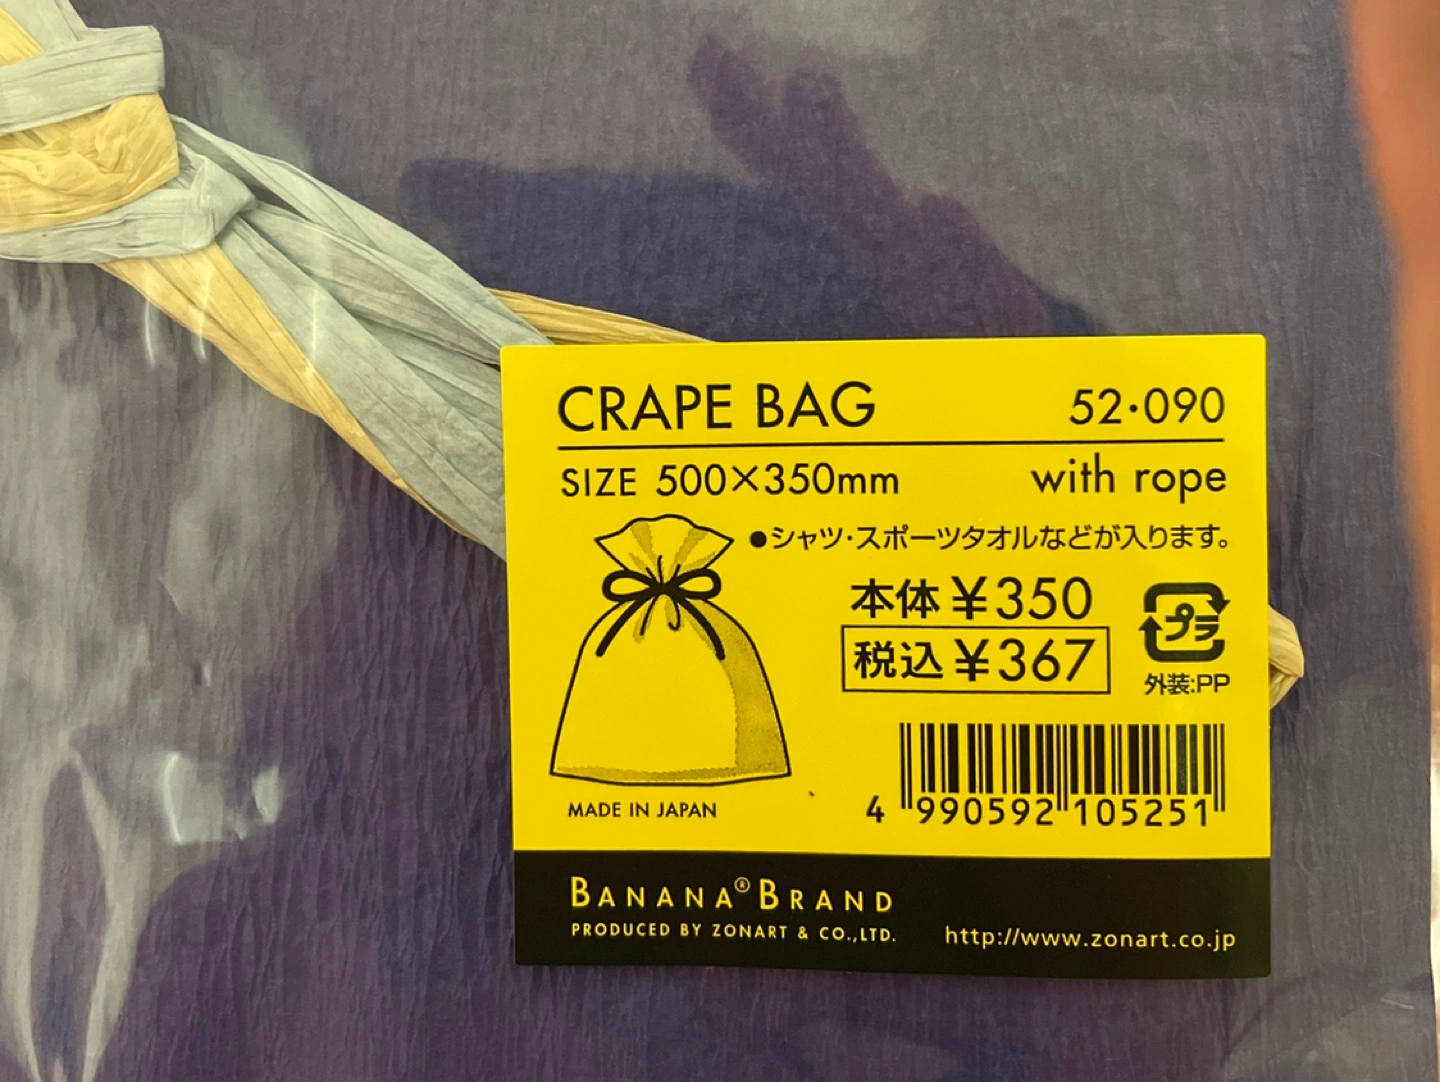 CRAPE BAG 52·090
SIZE 500×350mm with rope
●シャツ・スポーツタオルなどが入ります。
本体¥350
税込¥367
プラ
外装:PP
4 990592 105251
MADE IN JAPAN
BANANA® BRAND
PRODUCED BY ZONART & CO.,LTD.
http://www.zonart.co.jp